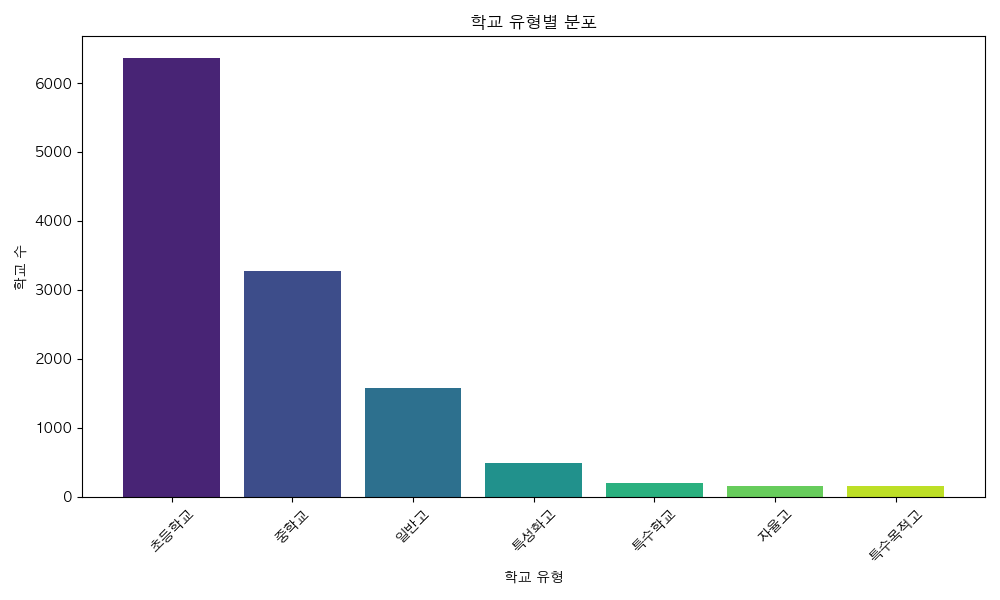 학교 유형별 분포
학교 수
6000
5000
4000
3000
2000
1000
0
초등학교
중학교
일반고
특성화고
특수학교
자율고
특수목적고
학교 유형